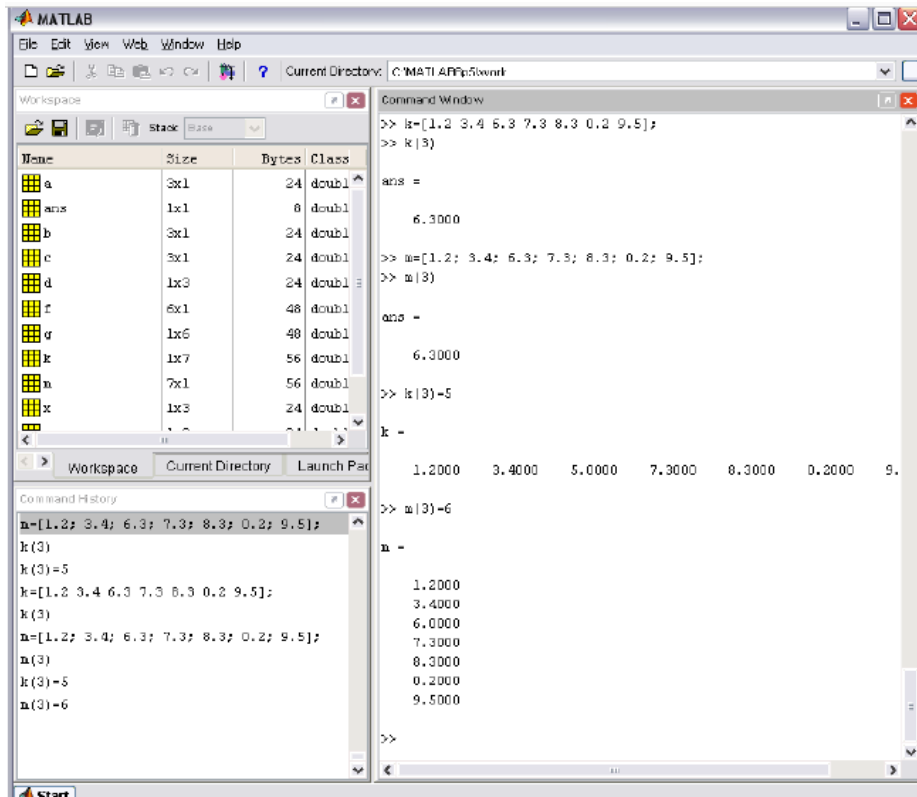 MATLAB
File Edit View Web Window Help
? Current Directory: C:\MATLAB6p5\work
Workspace
Stack: Base
Name Size Bytes Class
a 3x1 24 doubl
ans 1x1 8 doubl
b 3x1 24 doubl
c 3x1 24 doubl
d 1x3 24 doubl
f 6x1 48 doubl
g 1x6 48 doubl
k 1x7 56 doubl
m 7x1 56 doubl
x 1x3 24 doubl
Workspace Current Directory Launch Pad
Command History
m=[1.2; 3.4; 6.3; 7.3; 8.3; 0.2; 9.5];
k(3)
k(3)=5
k=[1.2 3.4 6.3 7.3 8.3 0.2 9.5];
k(3)
m=[1.2; 3.4; 6.3; 7.3; 8.3; 0.2; 9.5];
m(3)
k(3)=5
m(3)=6
Command Window
>> k=[1.2 3.4 6.3 7.3 8.3 0.2 9.5];
>> k(3)
ans =
6.3000
>> m=[1.2; 3.4; 6.3; 7.3; 8.3; 0.2; 9.5];
>> m(3)
ans =
6.3000
>> k(3)=5
k =
1.2000 3.4000 5.0000 7.3000 8.3000 0.2000 9.
>> m(3)=6
m =
1.2000
3.4000
6.0000
7.3000
8.3000
0.2000
9.5000
>>
Start